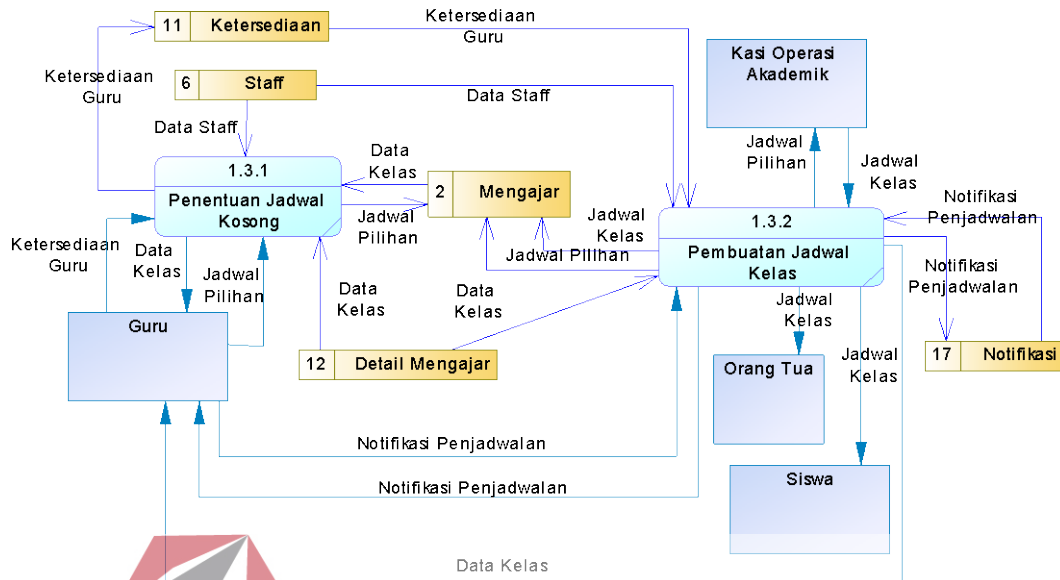 11 Ketersediaan
Ketersediaan
Guru
Kasi Operasi
Akademik
Ketersediaan
Guru
6 Staff
Data Staff
Data Staff
Jadwal
Pilihan
Jadwal
Kelas
1.3.1
Penentuan Jadwal
Kosong
Data
Kelas
2 Mengajar
Jadwal
Pilihan
Jadwal
Kelas
Jadwal Pilihan
1.3.2
Pembuatan Jadwal
Kelas
Notifikasi
Penjadwalan
Notifikasi
Penjadwalan
Ketersediaan
Guru
Data
Kelas
Jadwal
Pilihan
Data
Kelas
Data
Kelas
Jadwal
Kelas
Jadwal
Kelas
Guru
12 Detail Mengajar
Orang Tua
17 Notifikasi
Notifikasi Penjadwalan
Notifikasi Penjadwalan
Siswa
Data Kelas